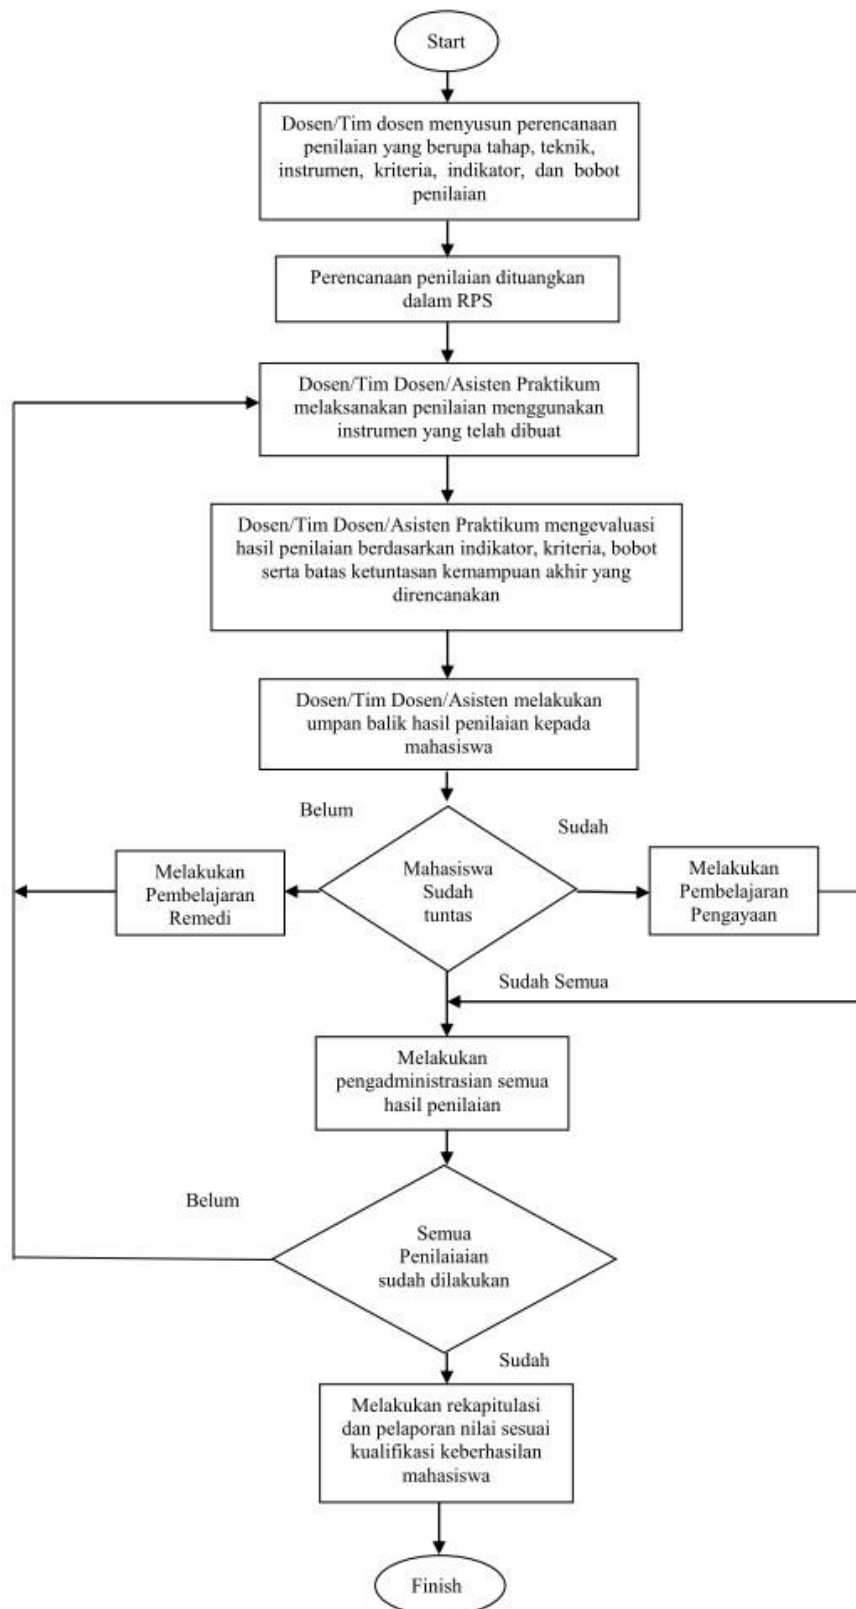 Start
Dosen/Tim dosen menyusun perencanaan
penilaian yang berupa tahap, teknik,
instrumen, kriteria, indikator, dan bobot
penilaian
Perencanaan penilaian dituangkan
dalam RPS
Dosen/Tim Dosen/Asisten Praktikum
melaksanakan penilaian menggunakan
instrumen yang telah dibuat
Dosen/Tim Dosen/Asisten Praktikum mengevaluasi
hasil penilaian berdasarkan indikator, kriteria, bobot
serta batas ketuntasan kemampuan akhir yang
direncanakan
Dosen/Tim Dosen/Asisten melakukan
umpan balik hasil penilaian kepada
mahasiswa
Belum
Sudah
Melakukan
Pembelajaran
Remedi
Mahasiswa
Sudah
tuntas
Melakukan
Pembelajaran
Pengayaan
Sudah Semua
Melakukan
pengadministrasian semua
hasil penilaian
Belum
Semua
Penilaiaian
sudah dilakukan
Sudah
Melakukan rekapitulasi
dan pelaporan nilai sesuai
kualifikasi keberhasilan
mahasiswa
Finish